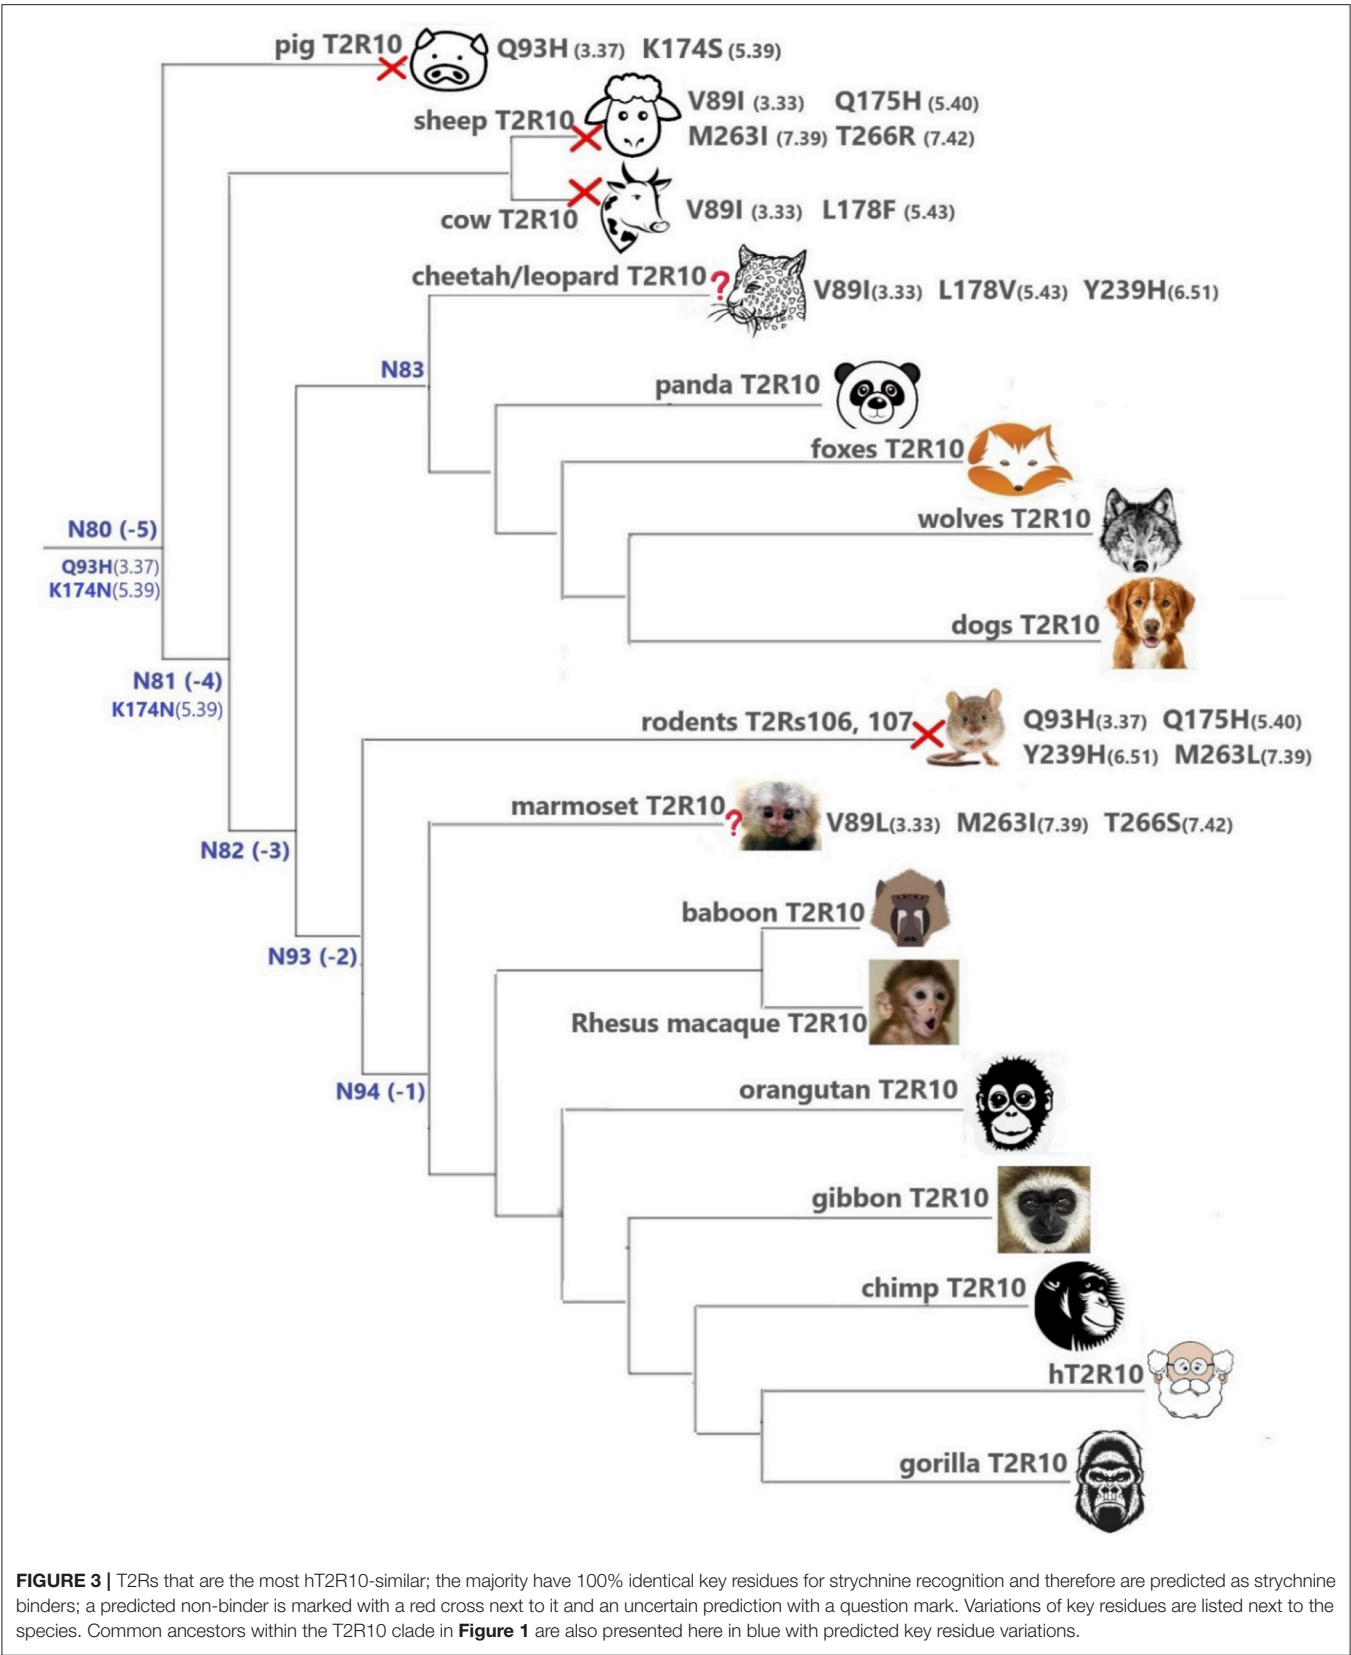 pig T2R10
Q93H (3.37) K174S (5.39)
sheep T2R10
V89I (3.33) Q175H (5.40)
M263I (7.39) T266R (7.42)
cow T2R10
V89I (3.33) L178F (5.43)
cheetah/leopard T2R10
?
V89I(3.33) L178V(5.43) Y239H(6.51)
N83
panda T2R10
foxes T2R10
wolves T2R10
N80 (-5)
Q93H(3.37)
K174N(5.39)
dogs T2R10
N81 (-4)
K174N(5.39)
rodents T2Rs106, 107
Q93H(3.37) Q175H(5.40)
Y239H(6.51) M263L(7.39)
marmoset T2R10
?
V89L(3.33) M263I(7.39) T266S(7.42)
N82 (-3)
baboon T2R10
N93 (-2)
Rhesus macaque T2R10
N94 (-1)
orangutan T2R10
gibbon T2R10
chimp T2R10
hT2R10
gorilla T2R10
FIGURE 3 | T2Rs that are the most hT2R10-similar; the majority have 100% identical key residues for strychnine recognition and therefore are predicted as strychnine
binders; a predicted non-binder is marked with a red cross next to it and an uncertain prediction with a question mark. Variations of key residues are listed next to the
species. Common ancestors within the T2R10 clade in Figure 1 are also presented here in blue with predicted key residue variations.